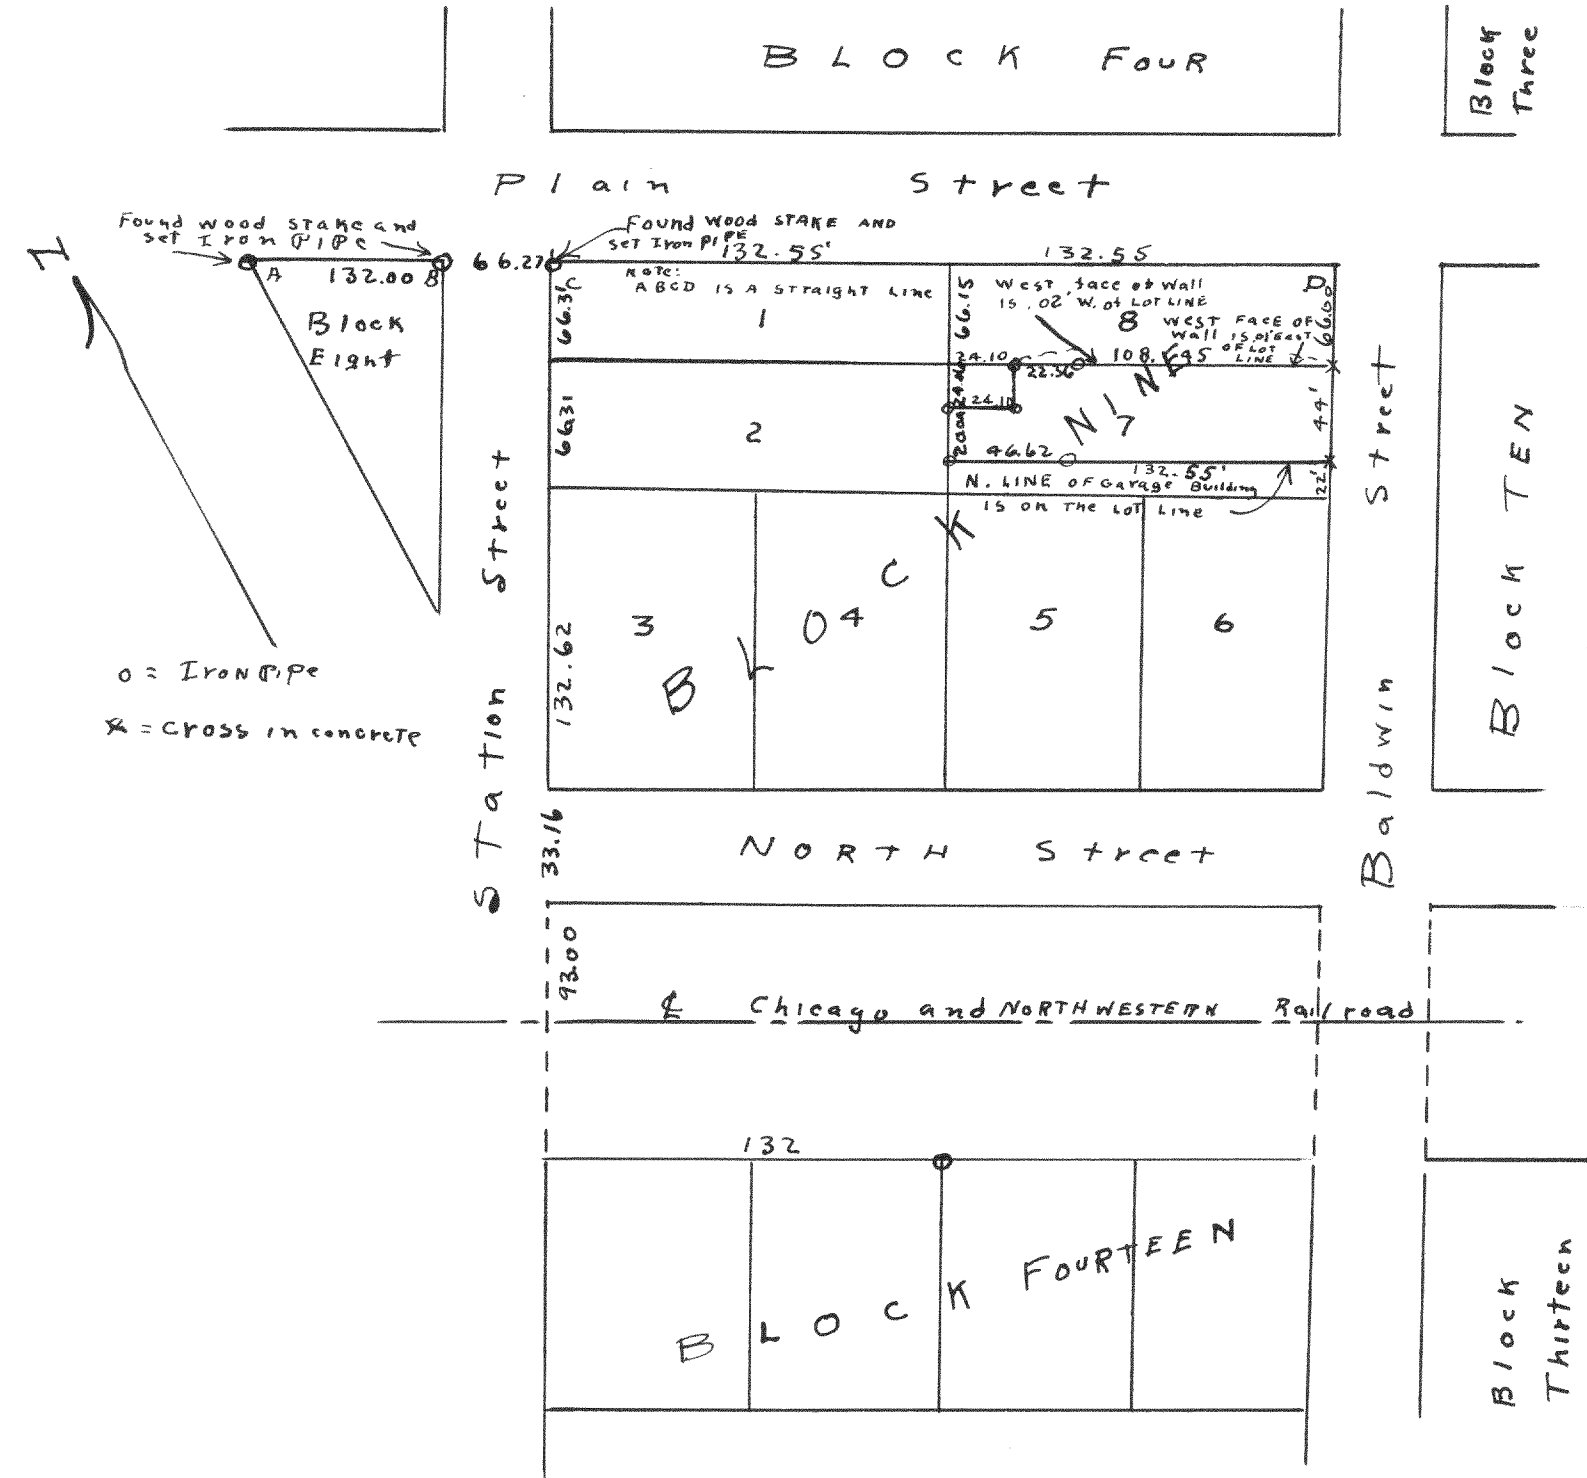 BLOCK FOUR
Block
Three
Plain Street
Found wood stake and
set Iron PIPe
Found wood STAKE AND
set Iron PIPE
A
132.00
B
66.27
C
132.55'
132.55
D
Note:
ABCD IS A Straight Line
West face of Wall
IS .02' W. of LOT LINE
West FACE OF
Wall is .01' East
OF LOT
LINE
Block
Eight
N
66.31
1
66.15
8
66.00
24.10
22.56
108.445
24.10
66.31
2
7
44'
46.62
132.55'
22'
N. LINE OF Garage Building
IS on The LOT Line
BLOCK NINE
3
4
5
6
132.62
Station Street
Baldwin Street
Block TEN
o = Iron Pipe
x = Cross in concrete
33.16
NORTH Street
93.00
℄ Chicago and NORTHWESTERN Railroad
132
BLOCK FOURTEEN
Block
Thirteen